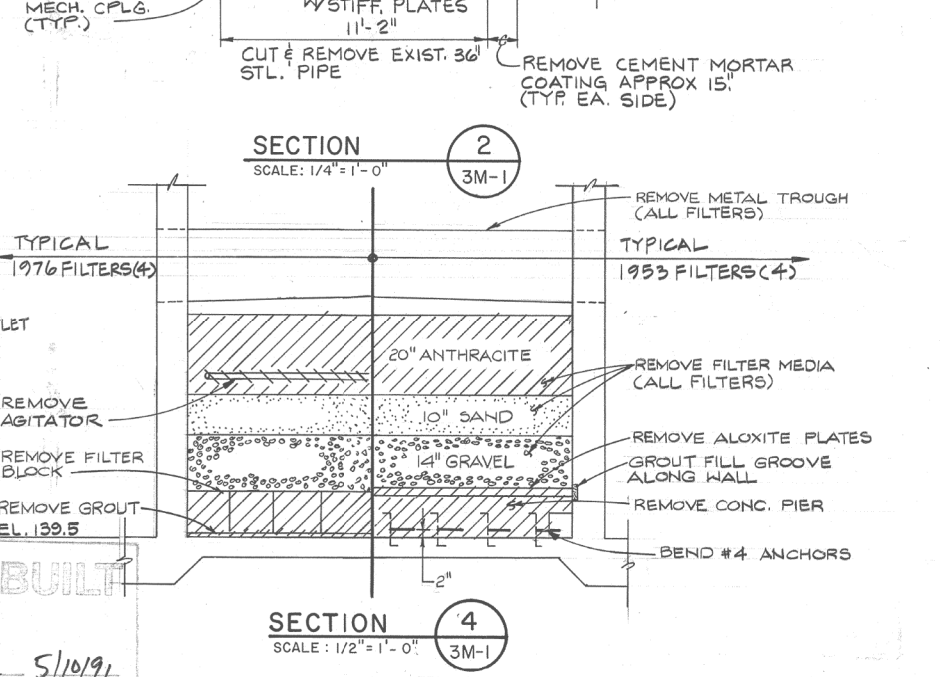 MECH. CPLG.
(TYP.)
W/STIFF. PLATES
11'-2"
CUT & REMOVE EXIST. 36"
STL. PIPE
REMOVE CEMENT MORTAR
COATING APPROX 15".
(TYP. EA. SIDE)
SECTION
SCALE: 1/4"=1'-0"
2
3M-1
REMOVE METAL TROUGH
(ALL FILTERS)
TYPICAL
1976 FILTERS(4)
TYPICAL
1953 FILTERS(4)
LET
20" ANTHRACITE
REMOVE FILTER MEDIA
(ALL FILTERS)
REMOVE
AGITATOR
10" SAND
REMOVE ALOXITE PLATES
REMOVE FILTER
BLOCK
14" GRAVEL
GROUT FILL GROOVE
ALONG WALL
REMOVE GROUT
EL. 139.5
REMOVE CONC. PIER
BEND #4 ANCHORS
2"
BUILT
SECTION
SCALE: 1/2"=1'-0"
4
3M-1
5/10/91